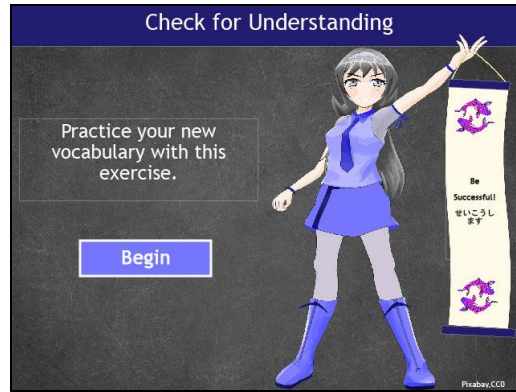 Check for Understanding
Practice your new
vocabulary with this
exercise.
Begin
Be
Successful!
せいこうし
ます
Pixabay,CC0